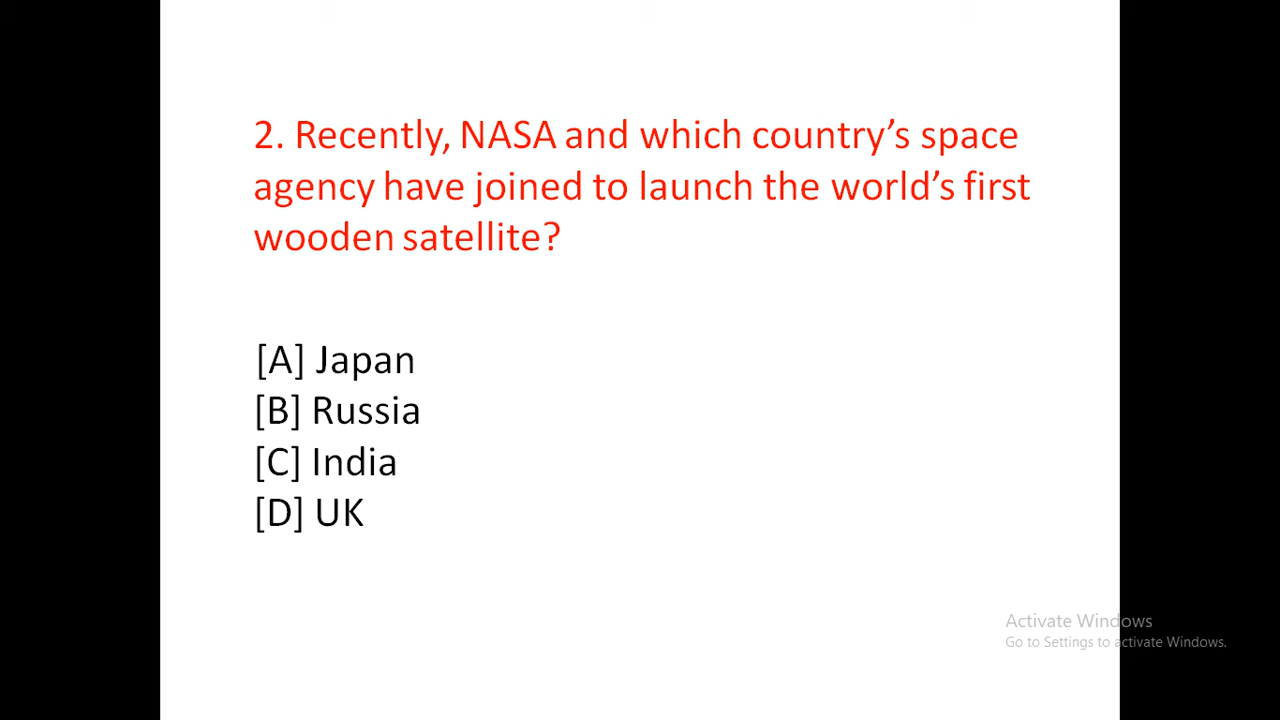 2. Recently, NASA and which country’s space
agency have joined to launch the world’s first
wooden satellite?
[A] Japan
[B] Russia
[C] India
[D] UK
Activate Windows
Go to Settings to activate Windows.